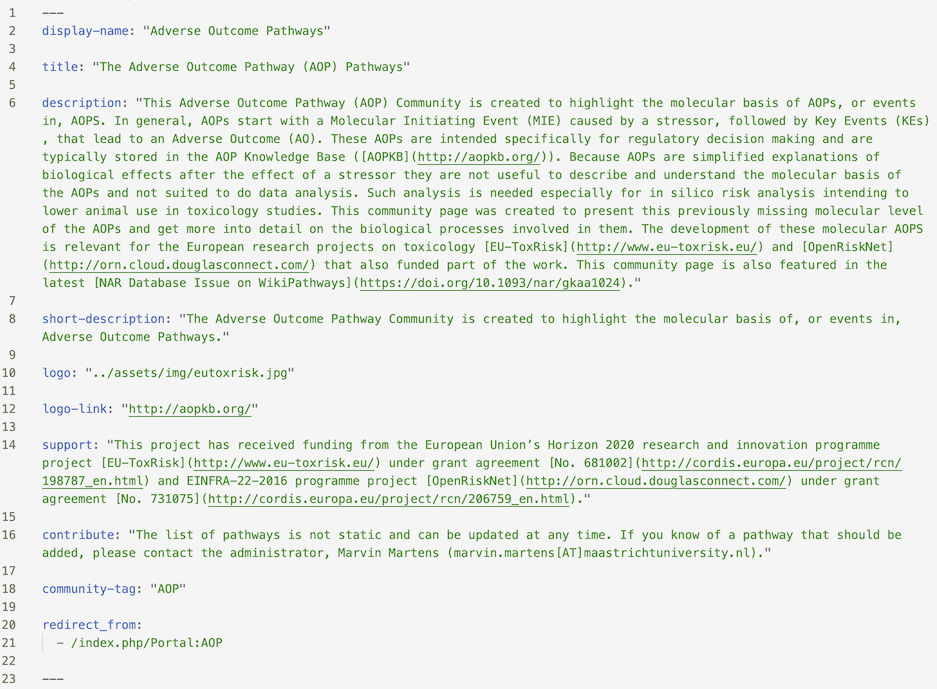 1 ---
2 display-name: "Adverse Outcome Pathways"
3
4 title: "The Adverse Outcome Pathway (AOP) Pathways"
5
6 description: "This Adverse Outcome Pathway (AOP) Community is created to highlight the molecular basis of AOPs, or events
in, AOPS. In general, AOPs start with a Molecular Initiating Event (MIE) caused by a stressor, followed by Key Events (KEs)
, that lead to an Adverse Outcome (AO). These AOPs are intended specifically for regulatory decision making and are
typically stored in the AOP Knowledge Base ([AOPKB](http://aopkb.org/)). Because AOPs are simplified explanations of
biological effects after the effect of a stressor they are not useful to describe and understand the molecular basis of
the AOPs and not suited to do data analysis. Such analysis is needed especially for in silico risk analysis intending to
lower animal use in toxicology studies. This community page was created to present this previously missing molecular level
of the AOPs and get more into detail on the biological processes involved in them. The development of these molecular AOPS
is relevant for the European research projects on toxicology [EU-ToxRisk](http://www.eu-toxrisk.eu/) and [OpenRiskNet]
(http://orn.cloud.douglasconnect.com/) that also funded part of the work. This community page is also featured in the
latest [NAR Database Issue on WikiPathways](https://doi.org/10.1093/nar/gkaa1024)."
7
8 short-description: "The Adverse Outcome Pathway Community is created to highlight the molecular basis of, or events in,
Adverse Outcome Pathways."
9
10 logo: "../assets/img/eutoxrisk.jpg"
11
12 logo-link: "http://aopkb.org/"
13
14 support: "This project has received funding from the European Union’s Horizon 2020 research and innovation programme
project [EU-ToxRisk](http://www.eu-toxrisk.eu/) under grant agreement [No. 681002](http://cordis.europa.eu/project/rcn/
198787_en.html) and EINFRA-22-2016 programme project [OpenRiskNet](http://orn.cloud.douglasconnect.com/) under grant
agreement [No. 731075](http://cordis.europa.eu/project/rcn/206759_en.html)."
15
16 contribute: "The list of pathways is not static and can be updated at any time. If you know of a pathway that should be
added, please contact the administrator, Marvin Martens (marvin.martens[AT]maastrichtuniversity.nl)."
17
18 community-tag: "AOP"
19
20 redirect_from:
21 - /index.php/Portal:AOP
22
23 ---